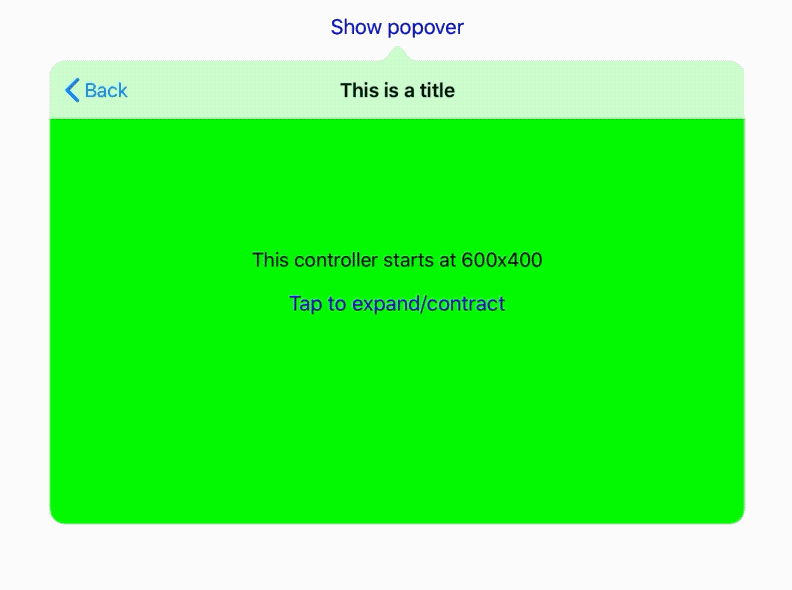 Show popover
Back
This is a title
This controller starts at 600x400
Tap to expand/contract